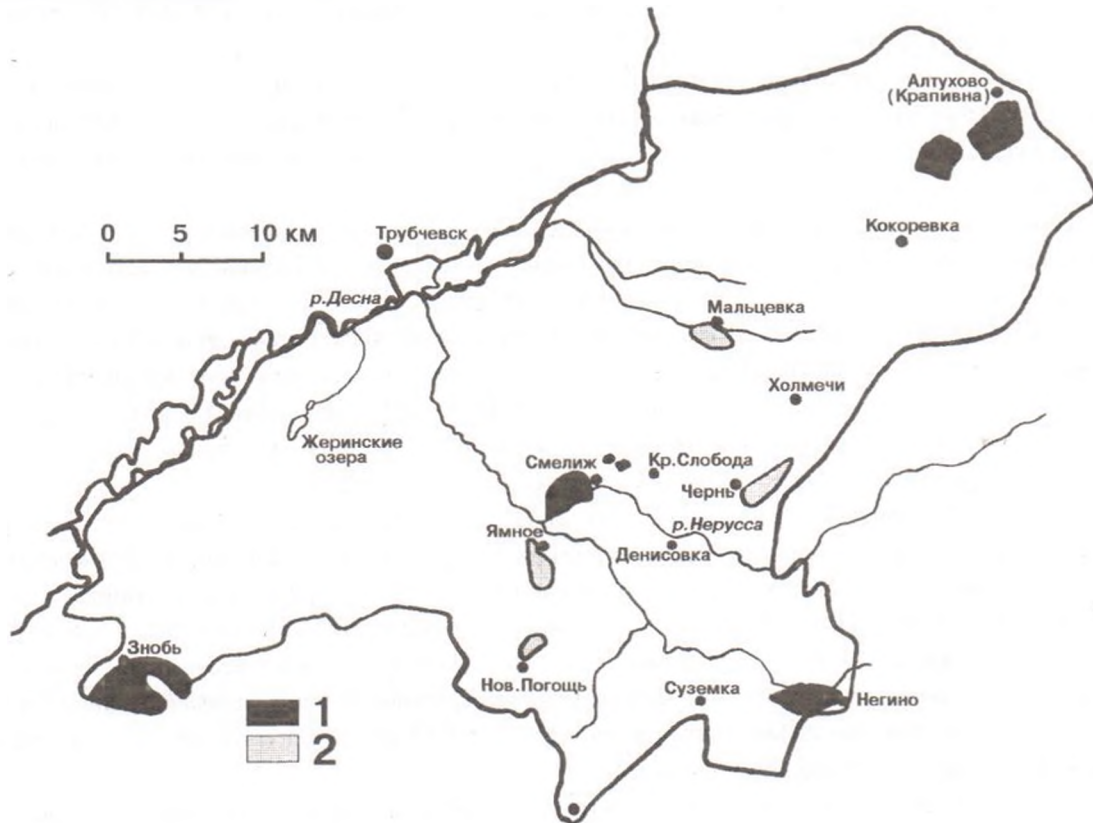 Алтухово
(Крапивна)
0 5 10 км
Трубчевск
Кокоревка
р.Десна
Мальцевка
Холмечи
Жеринские
озера
Смелиж
Кр.Слобода
Чернь
р.Нерусса
Ямное
Денисовка
Знобь
Нов.Погощь
Суземка
Негино
1
2